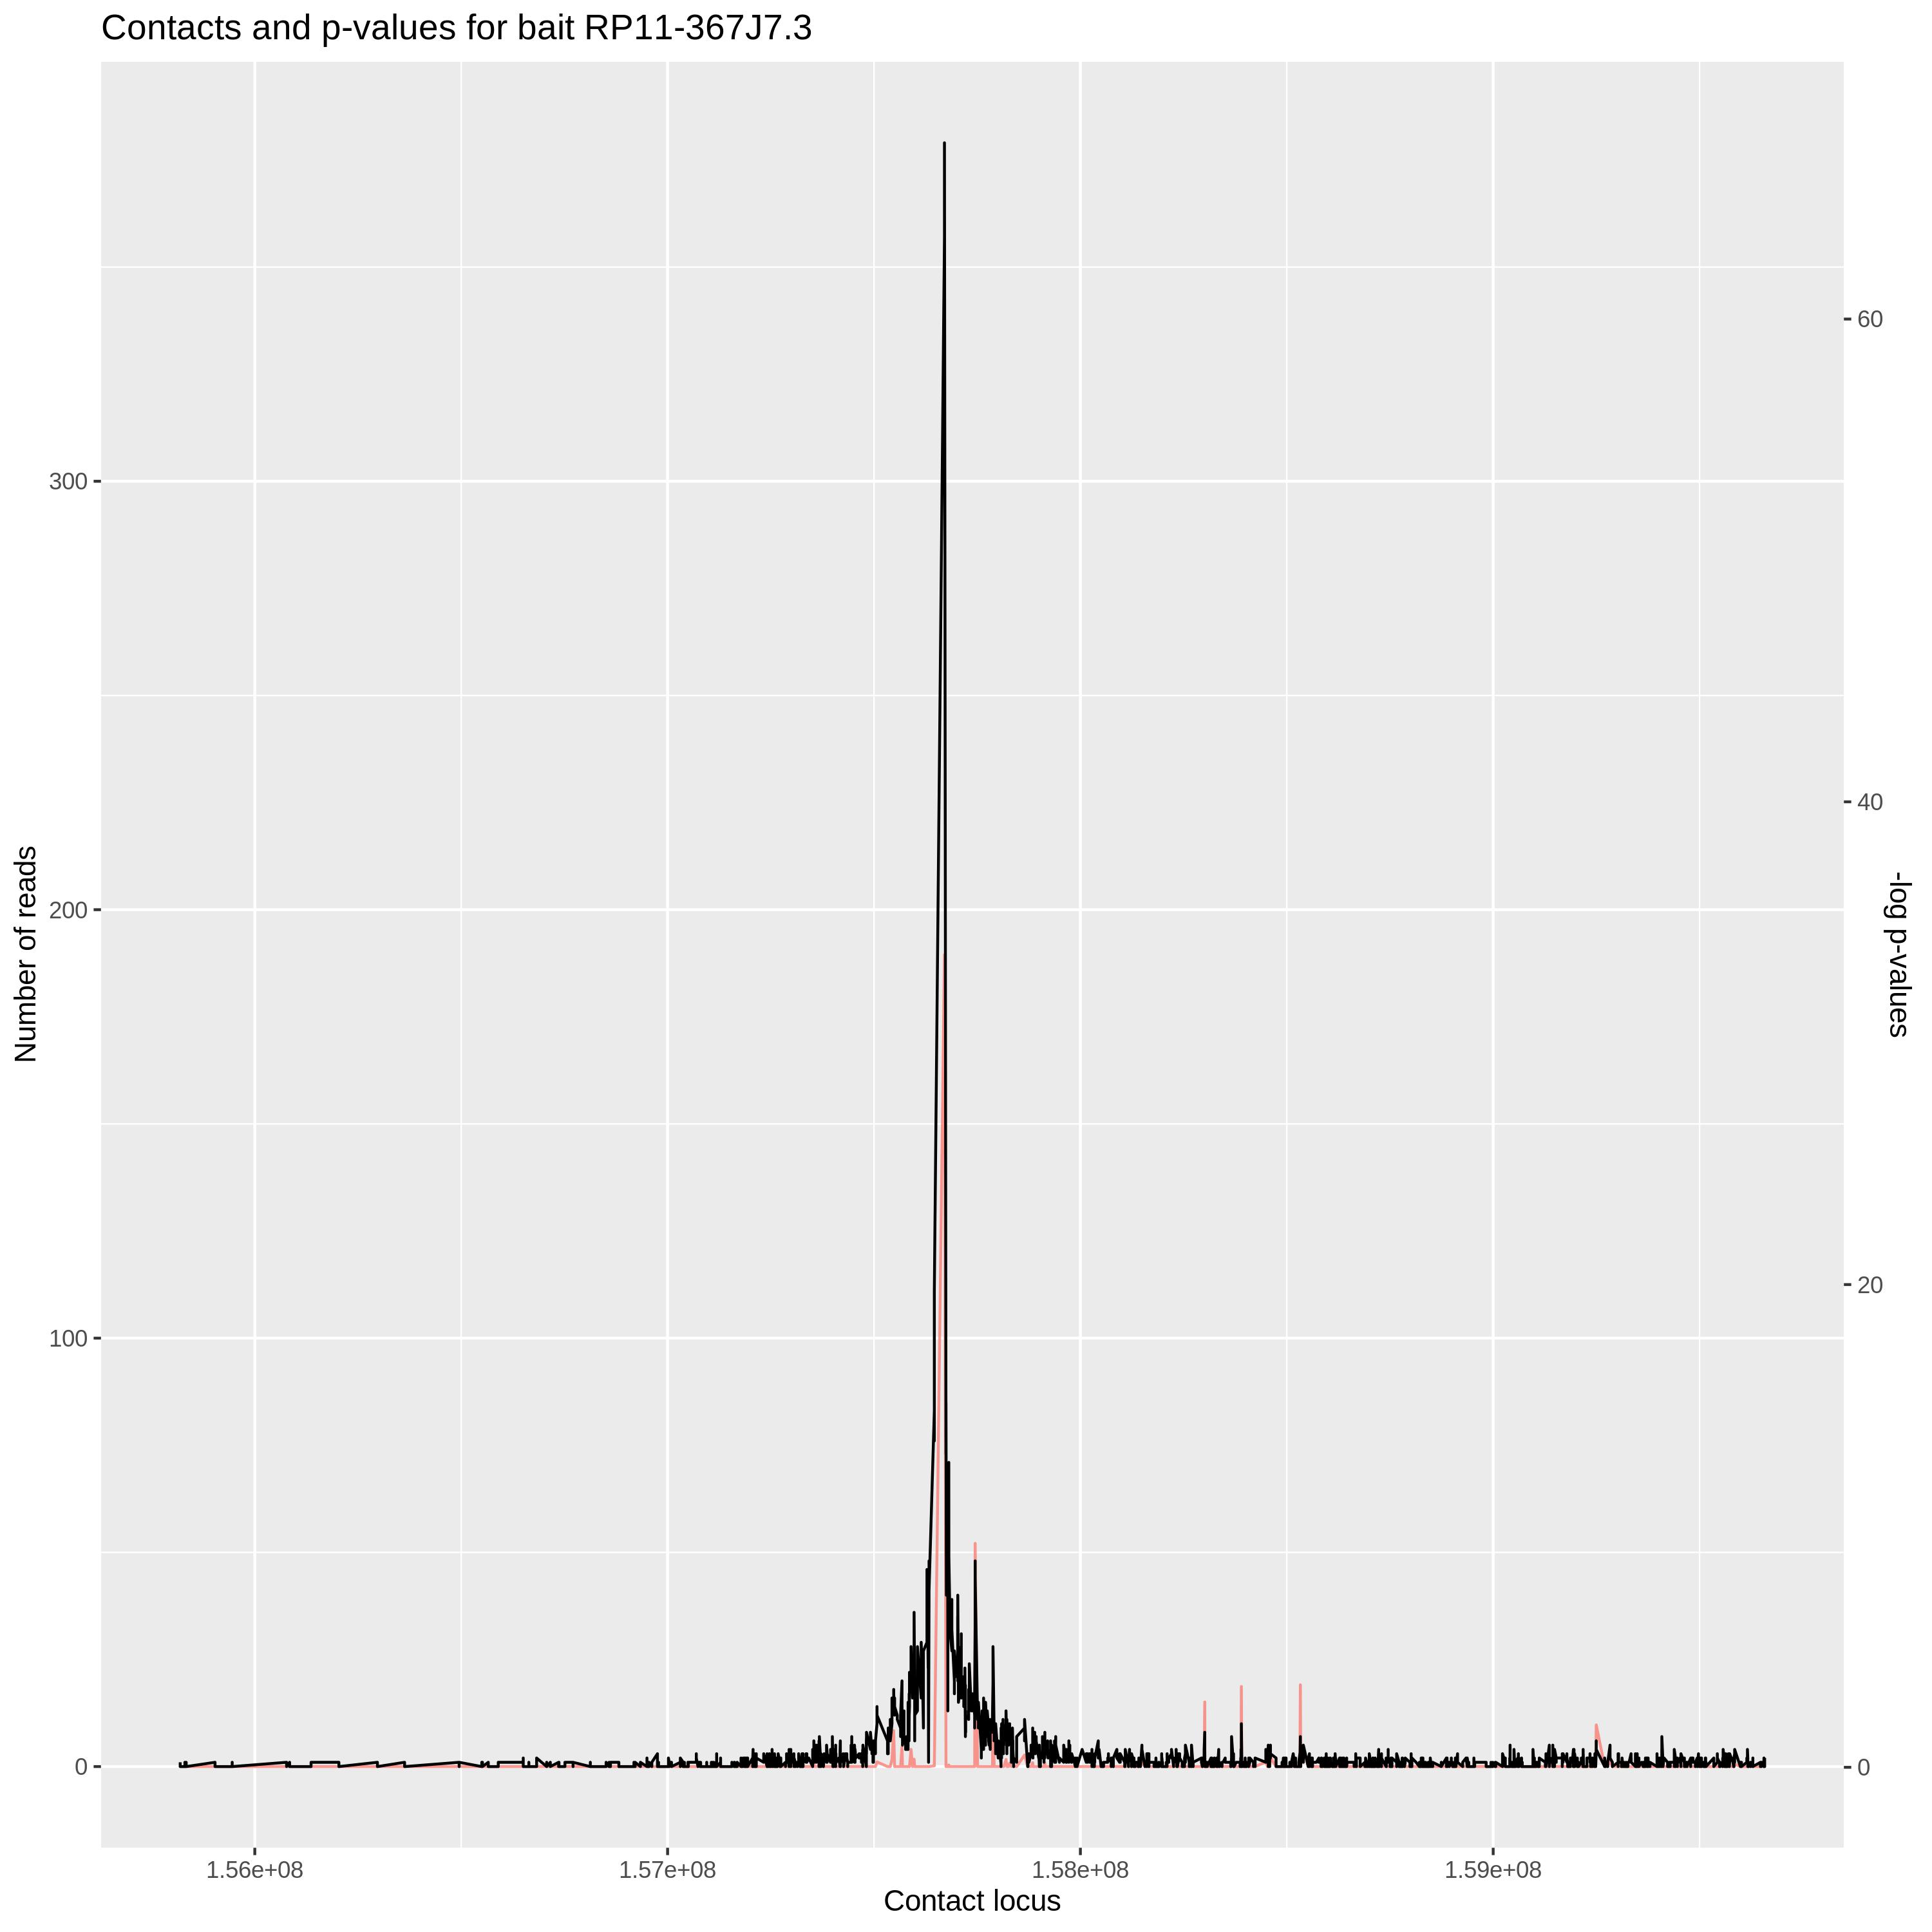 Contacts and p-values for bait RP11-367J7.3
300
200
100
0
Number of reads
60
40
20
0
-log p-values
1.56e+08
1.57e+08
1.58e+08
1.59e+08
Contact locus